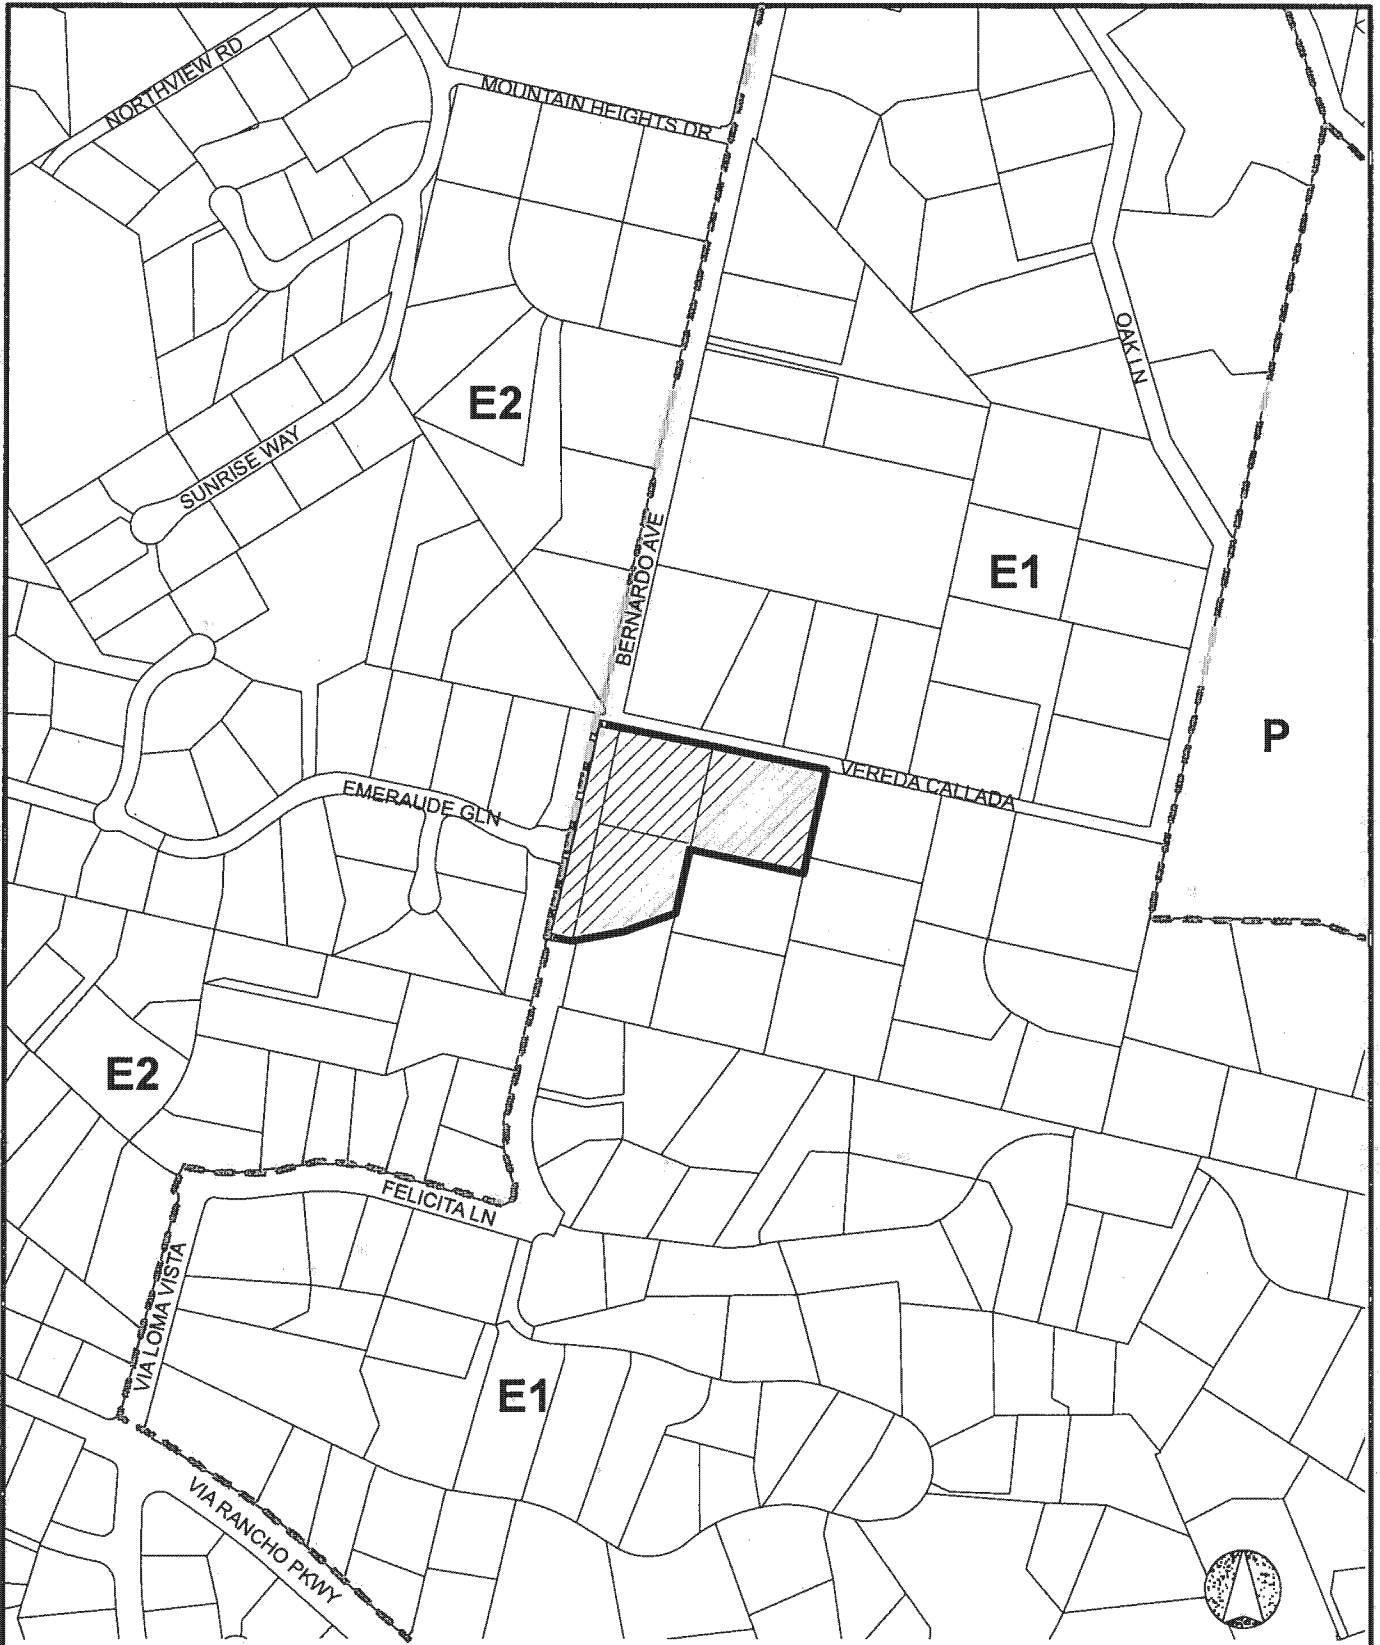 NORTHVIEW RD
MOUNTAIN HEIGHTS DR
OAK LN
E2
SUNRISE WAY
BERNARDO AVE
E1
P
VEREDA CALLADA
EMERAUDE GLN
E2
FELICITA LN
VIA LOMA VISTA
E1
VIA RANCHO PKWY